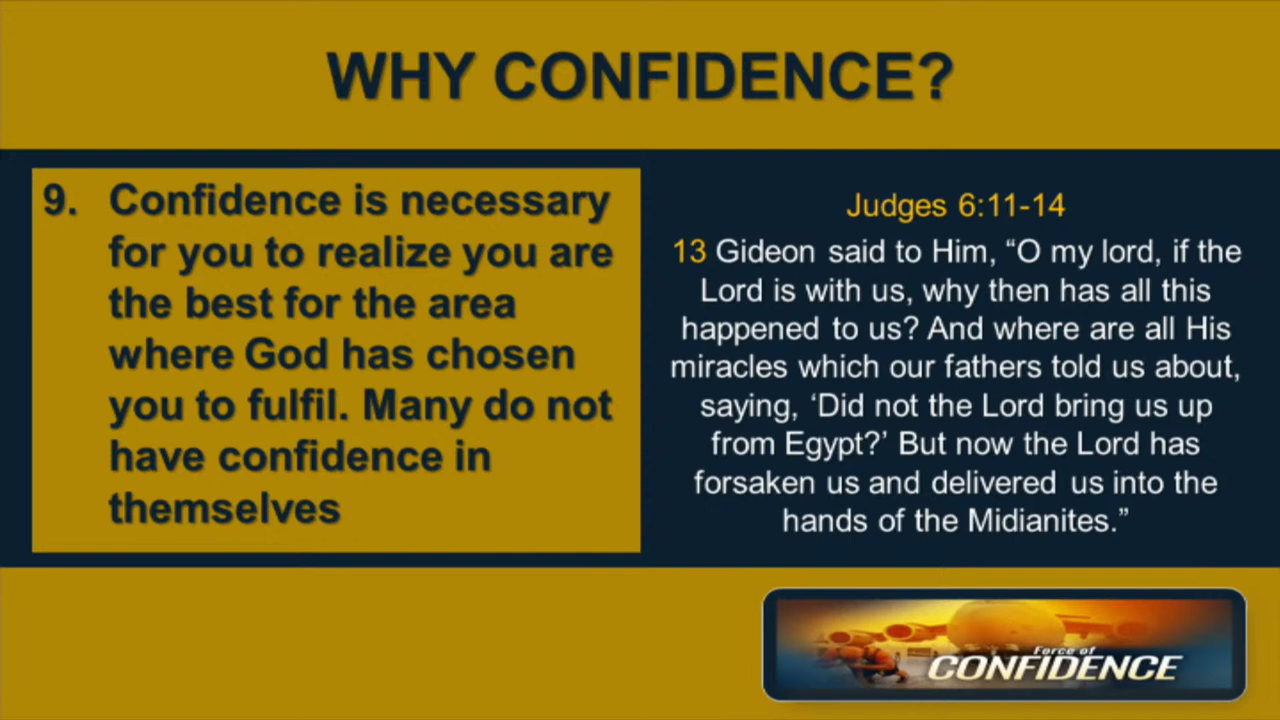 WHY CONFIDENCE?
9. Confidence is necessary
for you to realize you are
the best for the area
where God has chosen
you to fulfil. Many do not
have confidence in
themselves
Judges 6:11-14
13 Gideon said to Him, “O my lord, if the
Lord is with us, why then has all this
happened to us? And where are all His
miracles which our fathers told us about,
saying, ‘Did not the Lord bring us up
from Egypt?’ But now the Lord has
forsaken us and delivered us into the
hands of the Midianites.”
Force of
CONFIDENCE